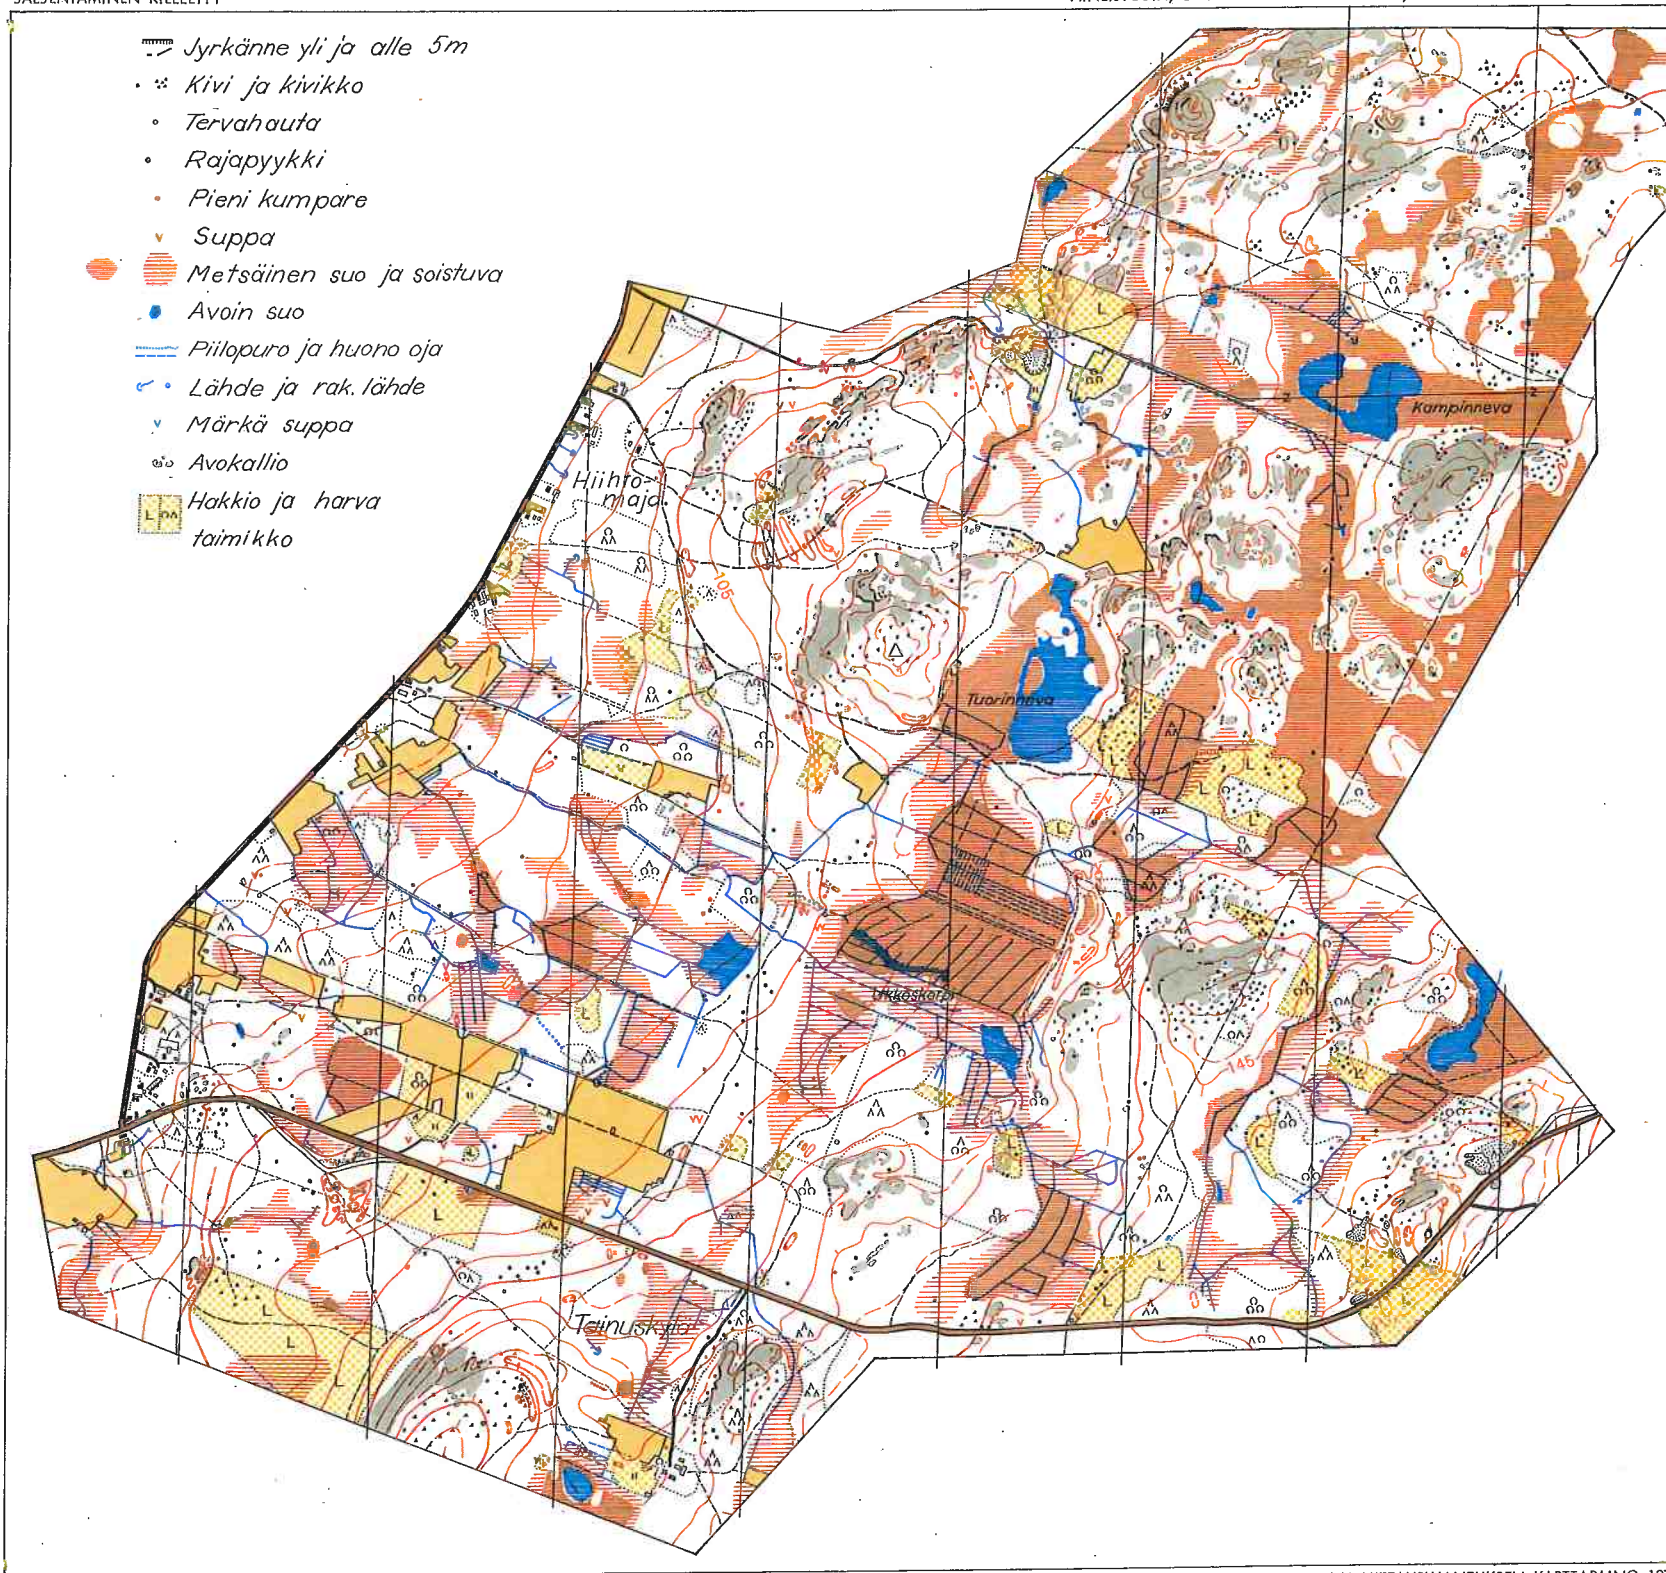 JÄLJENTÄMINEN KIELLETTY
Jyrkänne yli ja alle 5m
Kivi ja kivikko
Tervahauta
Rajapyykki
Pieni kumpare
Suppa
Metsäinen suo ja soistuva
Avoin suo
Piilopuro ja huono oja
Lähde ja rak. lähde
Märkä suppa
Avokallio
Hakkio ja harva
taimikko
Kampinneva
Hiihto-
maja
105
Tuorinneva
Ukkoskorpi
145
Tainuskylä